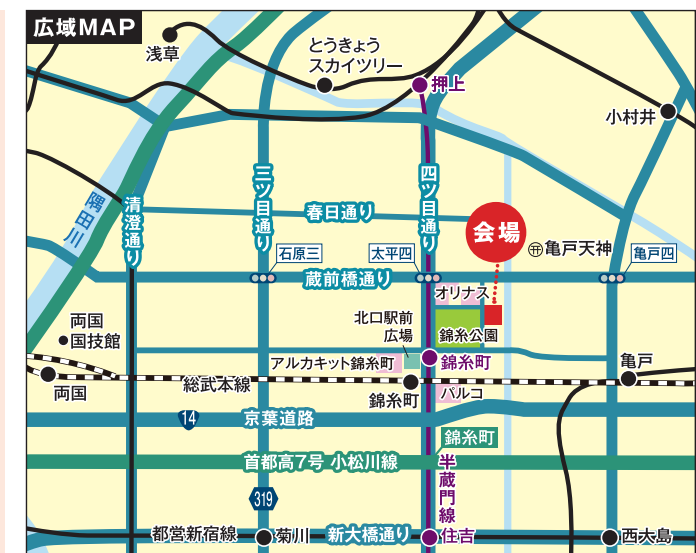 広域MAP
浅草
とうきょう
スカイツリー
押上
小村井
隅田川
清澄通り
三ツ目通り
四ツ目通り
春日通り
会場
亀戸天神
石原三
太平四
亀戸四
蔵前橋通り
オリナス
両国
国技館
北口駅前
広場
錦糸公園
アルカキット錦糸町
錦糸町
亀戸
両国
総武本線
錦糸町
パルコ
14
京葉道路
錦糸町
首都高7号 小松川線
半蔵門線
319
都営新宿線
菊川
新大橋通り
住吉
西大島